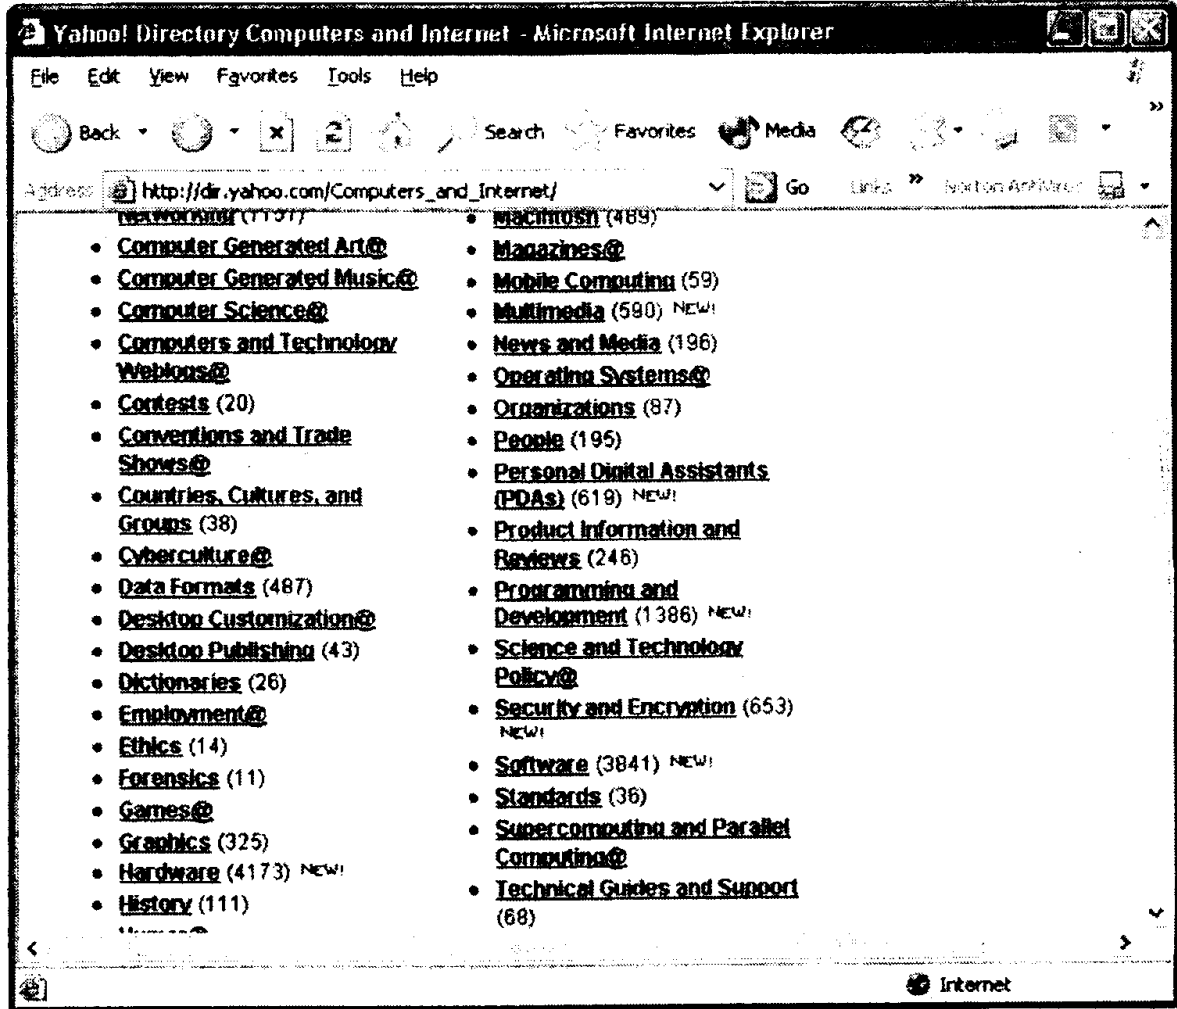 Yahoo! Directory Computers and Internet - Microsoft Internet Explorer
File Edit View Favorites Tools Help
Back Search Favorites Media
Address http://dir.yahoo.com/Computers_and_Internet/ Go Links Norton AntiVirus
• Computer Generated Art@
• Computer Generated Music@
• Computer Science@
• Computers and Technology
Weblogs@
• Contests (20)
• Conventions and Trade
Shows@
• Countries, Cultures, and
Groups (38)
• Cyberculture@
• Data Formats (487)
• Desktop Customization@
• Desktop Publishing (43)
• Dictionaries (26)
• Employment@
• Ethics (14)
• Forensics (11)
• Games@
• Graphics (325)
• Hardware (4173) NEW!
• History (111)
• Macintosh (489)
• Magazines@
• Mobile Computing (59)
• Multimedia (590) NEW!
• News and Media (196)
• Operating Systems@
• Organizations (87)
• People (195)
• Personal Digital Assistants
(PDAs) (619) NEW!
• Product Information and
Reviews (246)
• Programming and
Development (1386) NEW!
• Science and Technology
Policy@
• Security and Encryption (653)
NEW!
• Software (3841) NEW!
• Standards (36)
• Supercomputing and Parallel
Computing@
• Technical Guides and Support
(68)
Internet